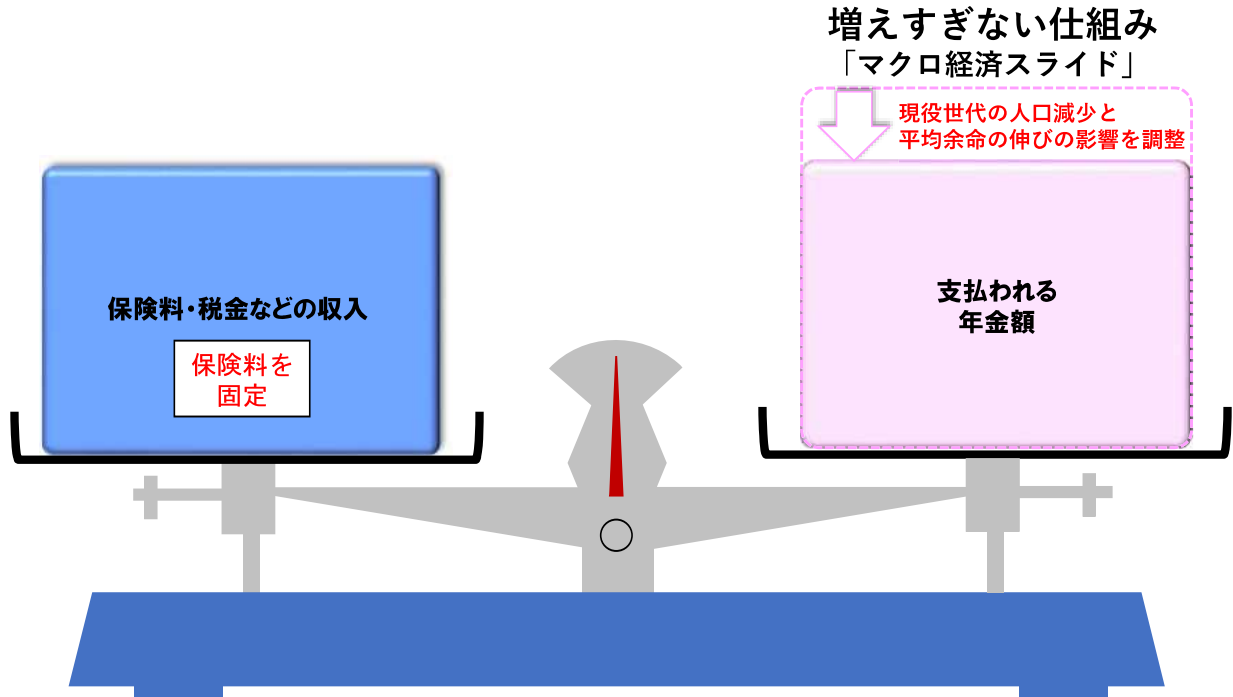 増えすぎない仕組み
「マクロ経済スライド」
現役世代の人口減少と
平均余命の伸びの影響を調整
保険料・税金などの収入
保険料を
固定
支払われる
年金額